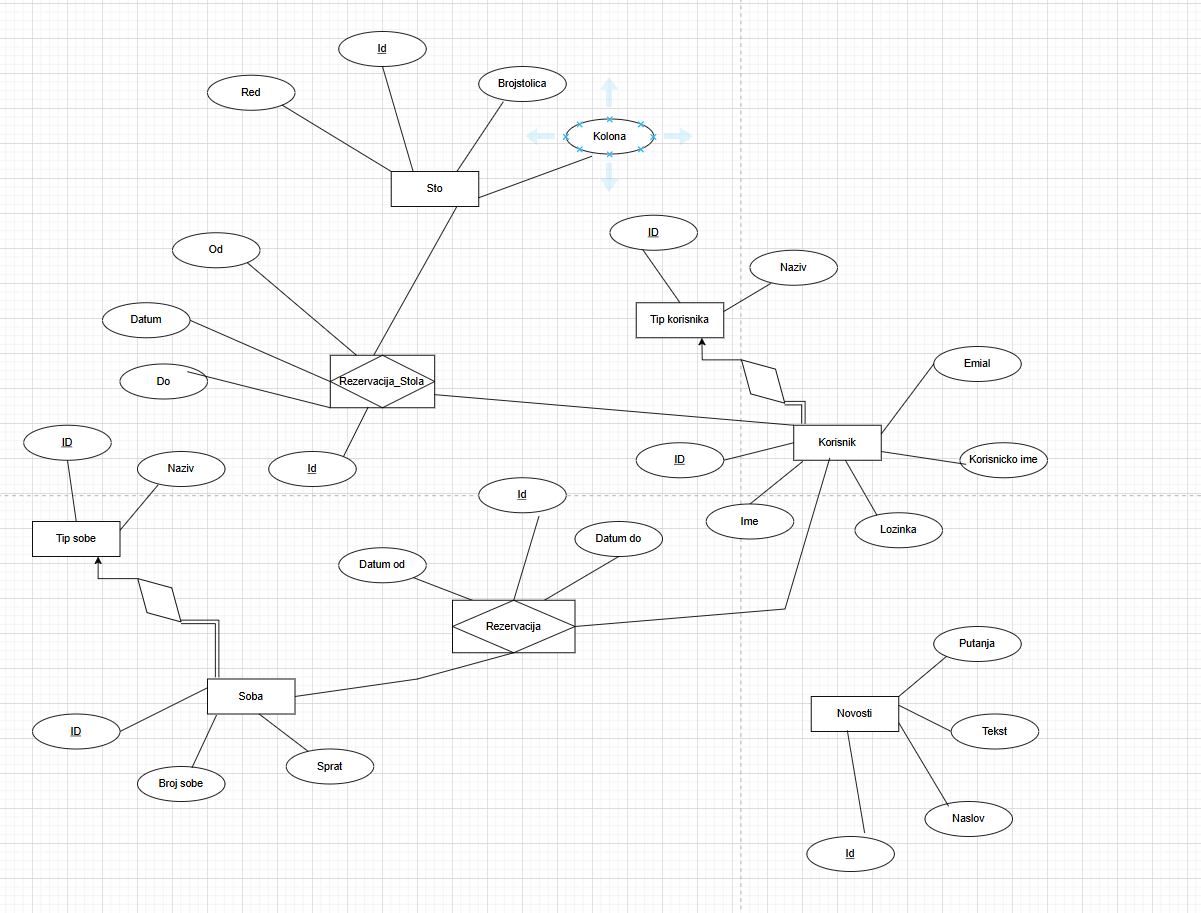 Id
Brojstolica
Red
Kolona
Sto
ID
Od
Naziv
Datum
Tip korisnika
Emial
Do
Rezervacija_Stola
ID
Korisnik
ID
Korisnicko ime
Naziv
Id
Id
Ime
Lozinka
Tip sobe
Datum do
Datum od
Rezervacija
Putanja
Soba
Novosti
ID
Tekst
Sprat
Broj sobe
Naslov
Id